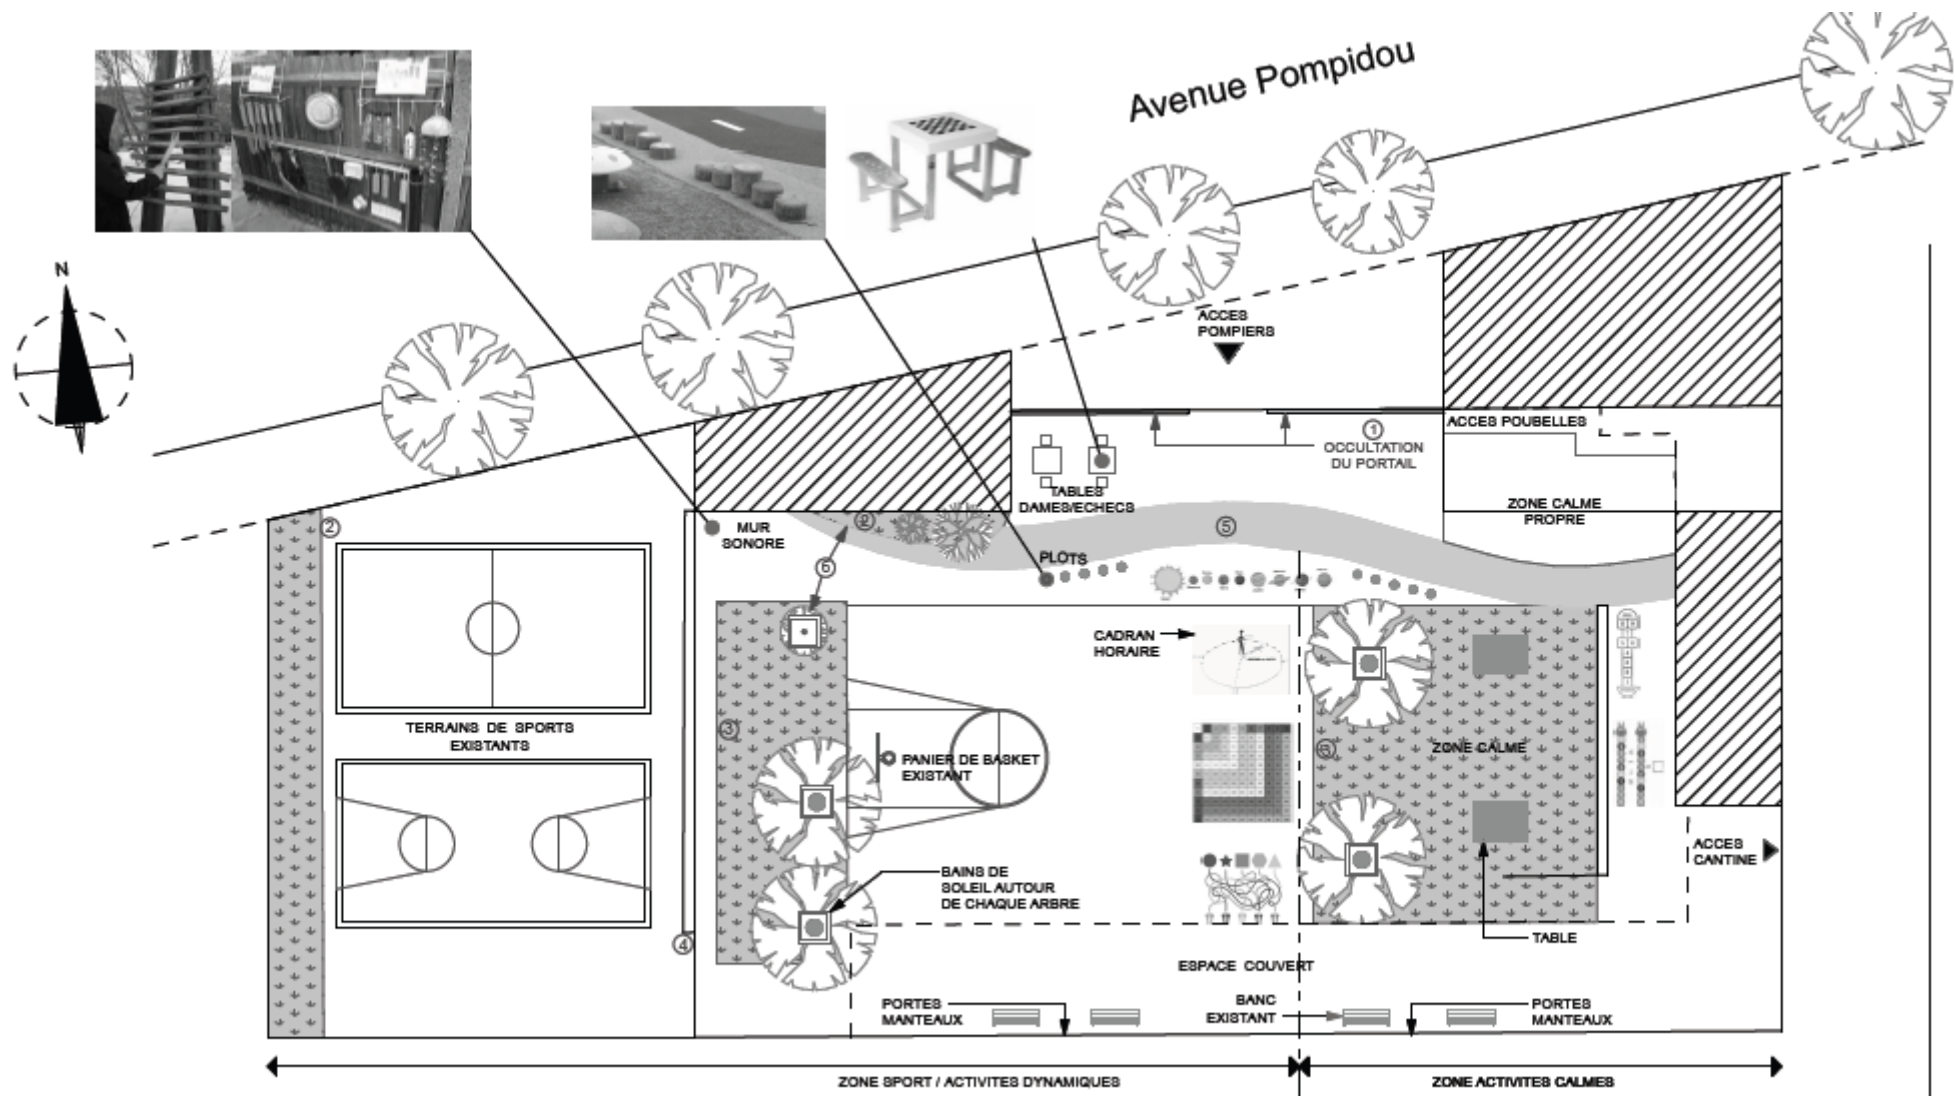 Avenue Pompidou
N
ACCES
POMPIERS
①
OCCULTATION
DU PORTAIL
ACCES POUBELLES
ZONE CALME
PROPRE
TABLES
DAMES/ECHECS
②
MUR
SONORE
②
⑤
⑥
PLOTS
CADRAN
HORAIRE
TERRAINS DE SPORTS
EXISTANTS
③
PANIER DE BASKET
EXISTANT
ZONE CALME
ACCES
CANTINE
BAINS DE
SOLEIL AUTOUR
DE CHAQUE ARBRE
④
TABLE
ESPACE COUVERT
PORTES
MANTEAUX
BANC
EXISTANT
PORTES
MANTEAUX
ZONE SPORT / ACTIVITES DYNAMIQUES
ZONE ACTIVITES CALMES